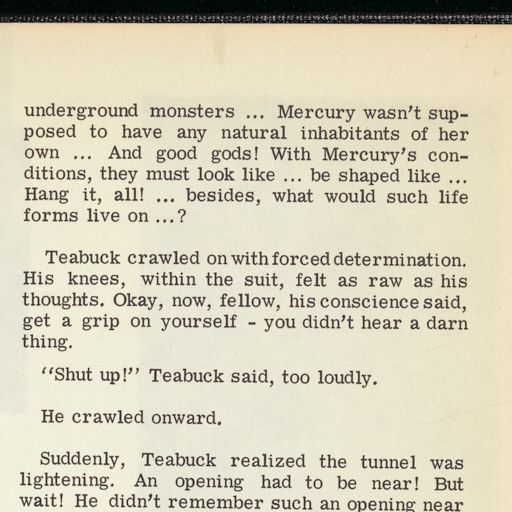 underground monsters ... Mercury wasn't sup-
posed to have any natural inhabitants of her
own ... And good gods! With Mercury's con-
ditions, they must look like ... be shaped like ...
Hang it, all! ... besides, what would such life
forms live on ...?
Teabuck crawled on with forced determination.
His knees, within the suit, felt as raw as his
thoughts. Okay, now, fellow, his conscience said,
get a grip on yourself - you didn't hear a darn
thing.
"Shut up!" Teabuck said, too loudly.
He crawled onward.
Suddenly, Teabuck realized the tunnel was
lightening. An opening had to be near! But
wait! He didn't remember such an opening near